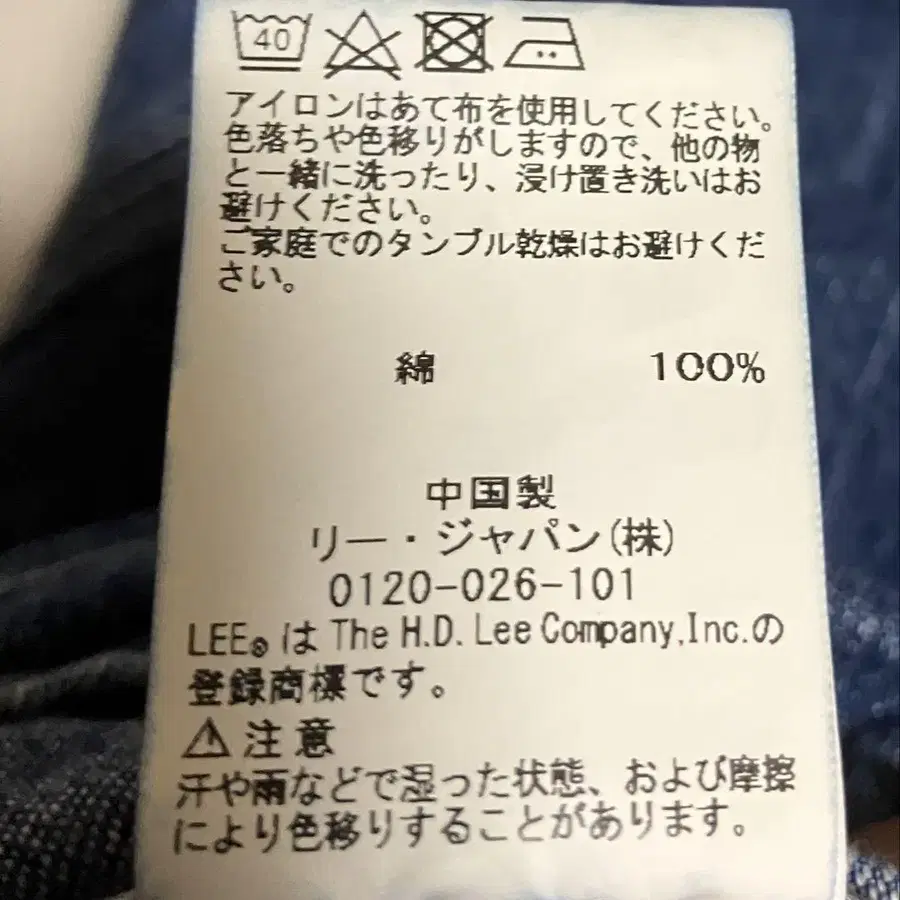 40
アイロンはあて布を使用してください。
色落ちや色移りがしますので、他の物
と一緒に洗ったり、浸け置き洗いはお
避けください。
ご家庭でのタンブル乾燥はお避けくだ
さい。
綿 100%
中国製
リー・ジャパン(株)
0120-026-101
LEE® は The H.D. Lee Company,Inc.の
登録商標です。
⚠注意
汗や雨などで湿った状態、および摩擦
により色移りすることがあります。